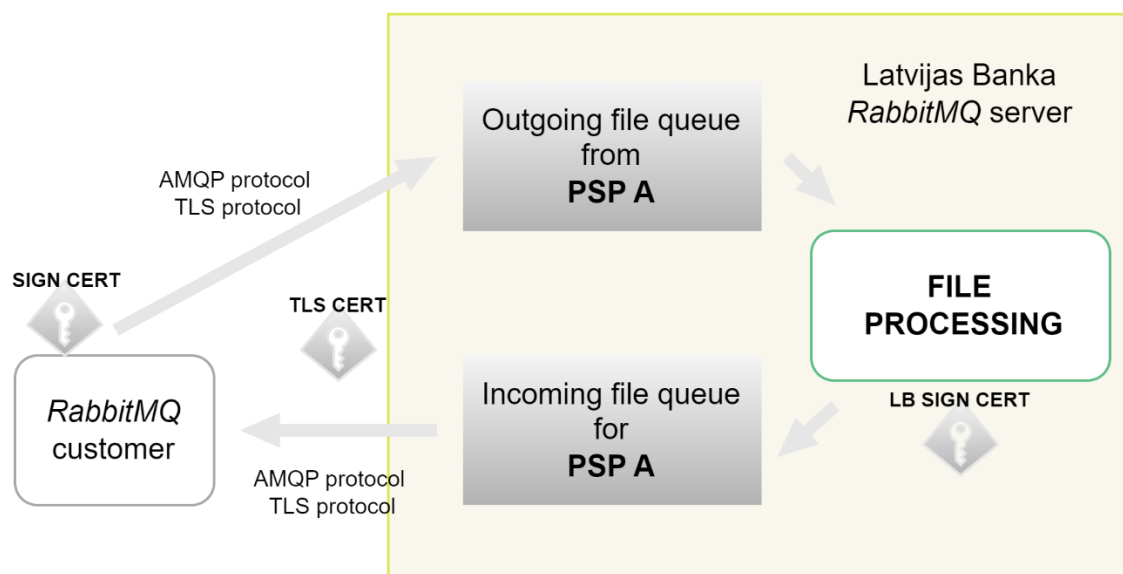 Latvijas Banka
RabbitMQ server
Outgoing file queue
from
PSP A
AMQP protocol
TLS protocol
SIGN CERT
TLS CERT
FILE
PROCESSING
RabbitMQ
customer
Incoming file queue
for
PSP A
LB SIGN CERT
AMQP protocol
TLS protocol